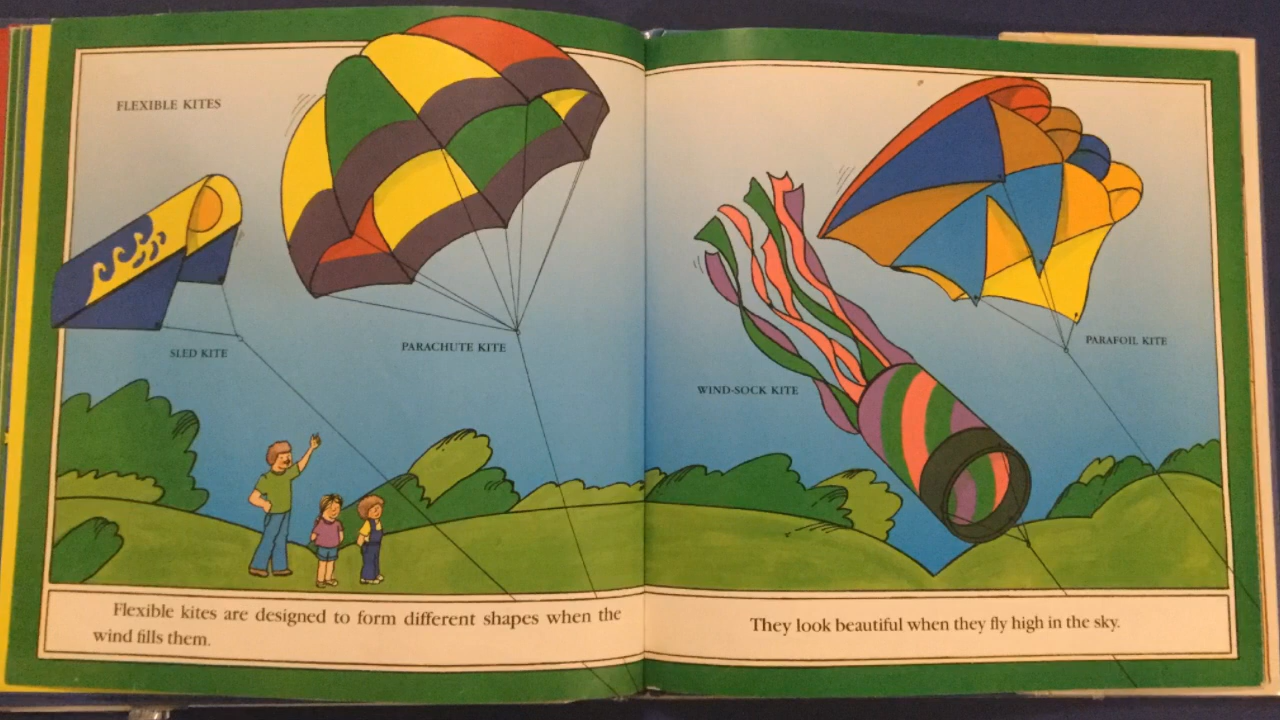 FLEXIBLE KITES
SLED KITE
PARACHUTE KITE
Flexible kites are designed to form different shapes when the
wind fills them.
WIND-SOCK KITE
PARAFOIL KITE
They look beautiful when they fly high in the sky.